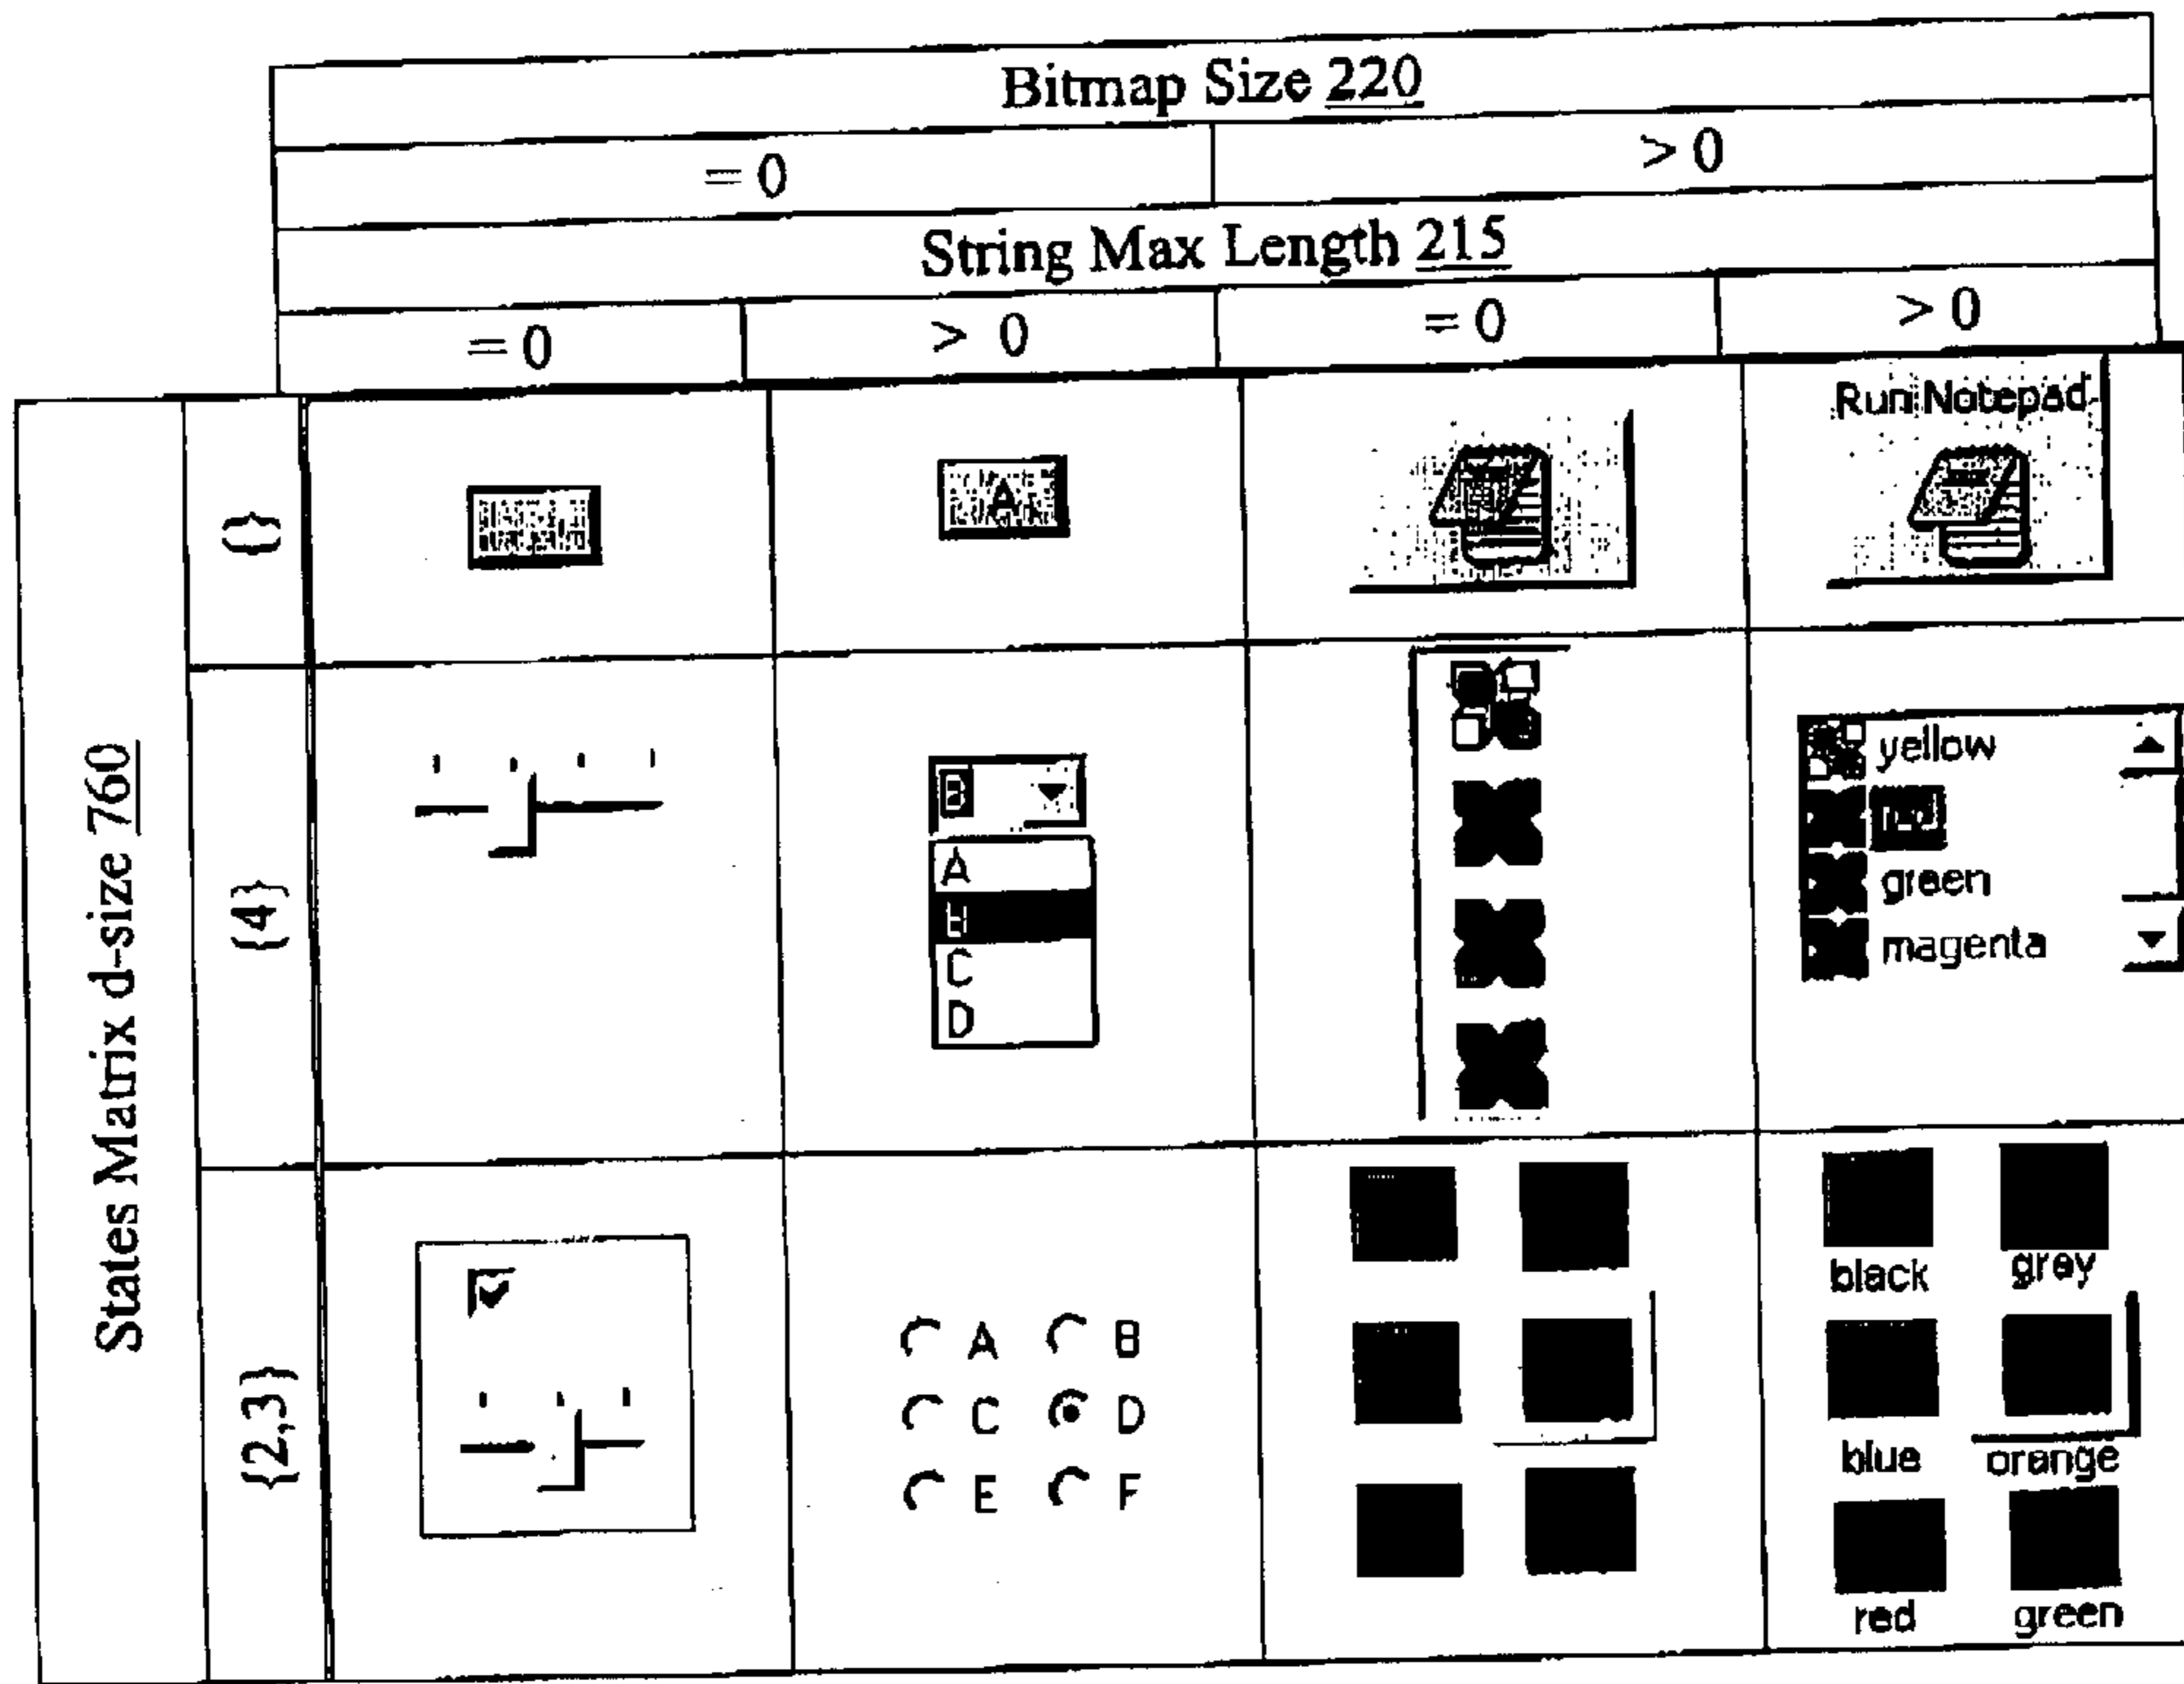 Bitmap Size 220
= 0 > 0
String Max Length 215
= 0 > 0 = 0 > 0
States Matrix d-size 760
{}
A
Run Notepad
{4}
B
A
C
D
yellow
green
magenta
{2,3}
A B
C D
E F
black grey
blue orange
red green